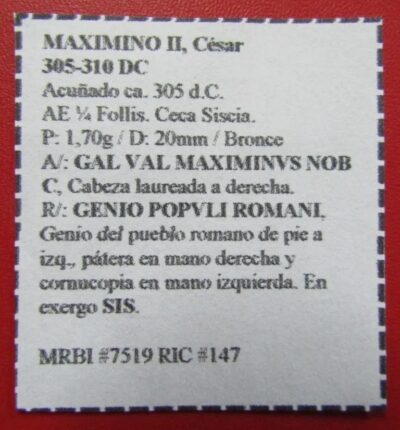 MAXIMINO II, César
305-310 DC
Acuñado ca. 305 d.C.
AE ¼ Follis. Ceca Siscia.
P: 1,70g / D: 20mm / Bronce
A/: GAL VAL MAXIMINVS NOB
C, Cabeza laureada a derecha.
R/: GENIO POPVLI ROMANI,
Genio del pueblo romano de pie a
izq., pátera en mano derecha y
cornucopia en mano izquierda. En
exergo SIS.
MRBI #7519 RIC #147